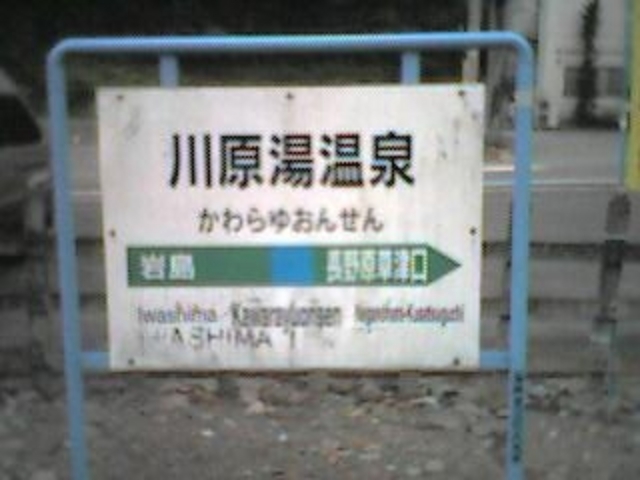 川原湯温泉
かわらゆおんせん
岩島 長野原草津口
Iwashima Kawarayuonsen Naganohara-Kusatsuguchi
IWASHIMA